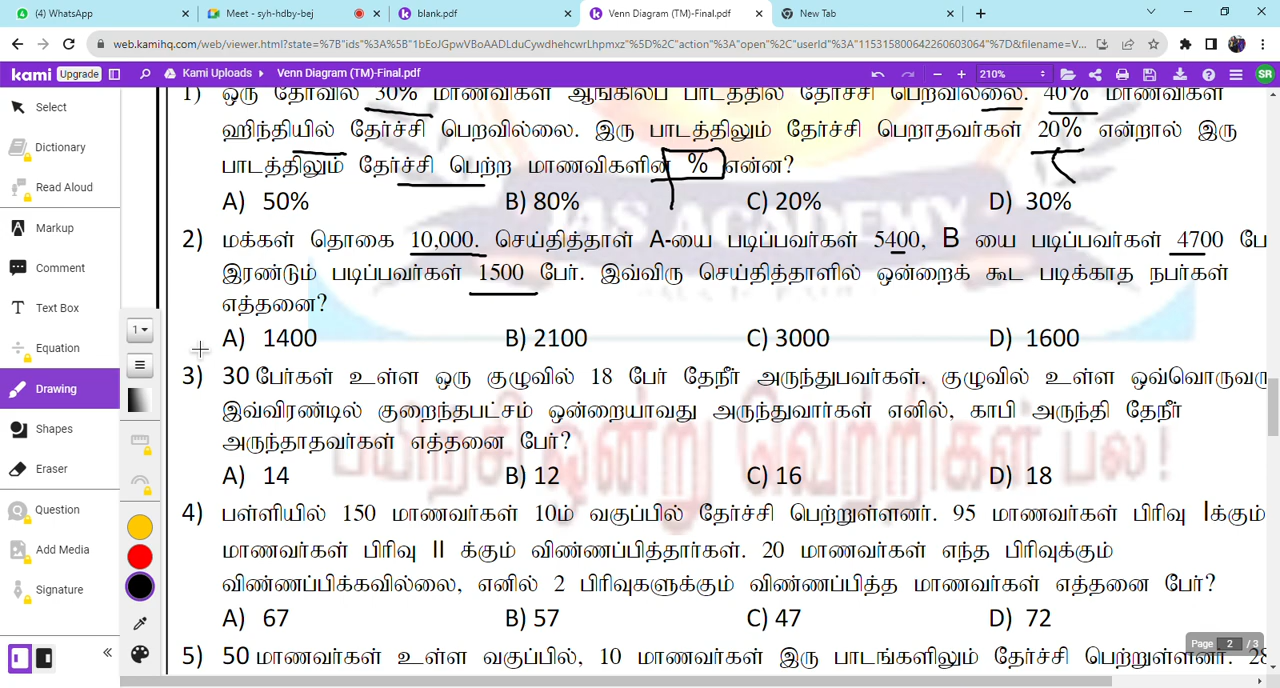 (4) WhatsApp
Meet - syh-hdby-bej
blank.pdf
Venn Diagram (TM)-Final.pdf
New Tab
web.kamihq.com/web/viewer.html?state=%7B"ids"%3A%5B"1bEoJGpwVBoAADLduCywdhehcwrLhpmxz"%5D%2C"action"%3A"open"%2C"userId"%3A"115315800642260603064"%7D&filename=V...
kami Upgrade Kami Uploads Venn Diagram (TM)-Final.pdf 210% SR
Select
Dictionary
Read Aloud
Markup
Comment
Text Box
Equation
Drawing
Shapes
Eraser
Question
Add Media
Signature
1
1) ஒரு தேர்வில் 30% மாணவிகள் ஆங்கிலப் பாடத்தில் தேர்ச்சி பெறவில்லை. 40% மாணவிகள்
ஹிந்தியில் தேர்ச்சி பெறவில்லை. இரு பாடத்திலும் தேர்ச்சி பெறாதவர்கள் 20% என்றால் இரு
பாடத்திலும் தேர்ச்சி பெற்ற மாணவிகளின் % என்ன?
A) 50% B) 80% C) 20% D) 30%
2) மக்கள் தொகை 10,000. செய்தித்தாள் A-யை படிப்பவர்கள் 5400, B யை படிப்பவர்கள் 4700 பே
இரண்டும் படிப்பவர்கள் 1500 பேர். இவ்விரு செய்தித்தாளில் ஒன்றைக் கூட படிக்காத நபர்கள்
எத்தனை?
A) 1400 B) 2100 C) 3000 D) 1600
3) 30 பேர்கள் உள்ள ஒரு குழுவில் 18 பேர் தேநீர் அருந்துபவர்கள். குழுவில் உள்ள ஒவ்வொருவரு
இவ்விரண்டில் குறைந்தபட்சம் ஒன்றையாவது அருந்துவார்கள் எனில், காபி அருந்தி தேநீர்
அருந்தாதவர்கள் எத்தனை பேர்?
A) 14 B) 12 C) 16 D) 18
4) பள்ளியில் 150 மாணவர்கள் 10ம் வகுப்பில் தேர்ச்சி பெற்றுள்ளனர். 95 மாணவர்கள் பிரிவு Iக்கும்
மாணவர்கள் பிரிவு II க்கும் விண்ணப்பித்தார்கள். 20 மாணவர்கள் எந்த பிரிவுக்கும்
விண்ணப்பிக்கவில்லை, எனில் 2 பிரிவுகளுக்கும் விண்ணப்பித்த மாணவர்கள் எத்தனை பேர்?
A) 67 B) 57 C) 47 D) 72
5) 50 மாணவர்கள் உள்ள வகுப்பில், 10 மாணவர்கள் இரு பாடங்களிலும் தேர்ச்சி பெற்றுள்ளனர். 28
பயிற்சி ஒன்று வெற்றிகள் பல!
Page 2 / 3